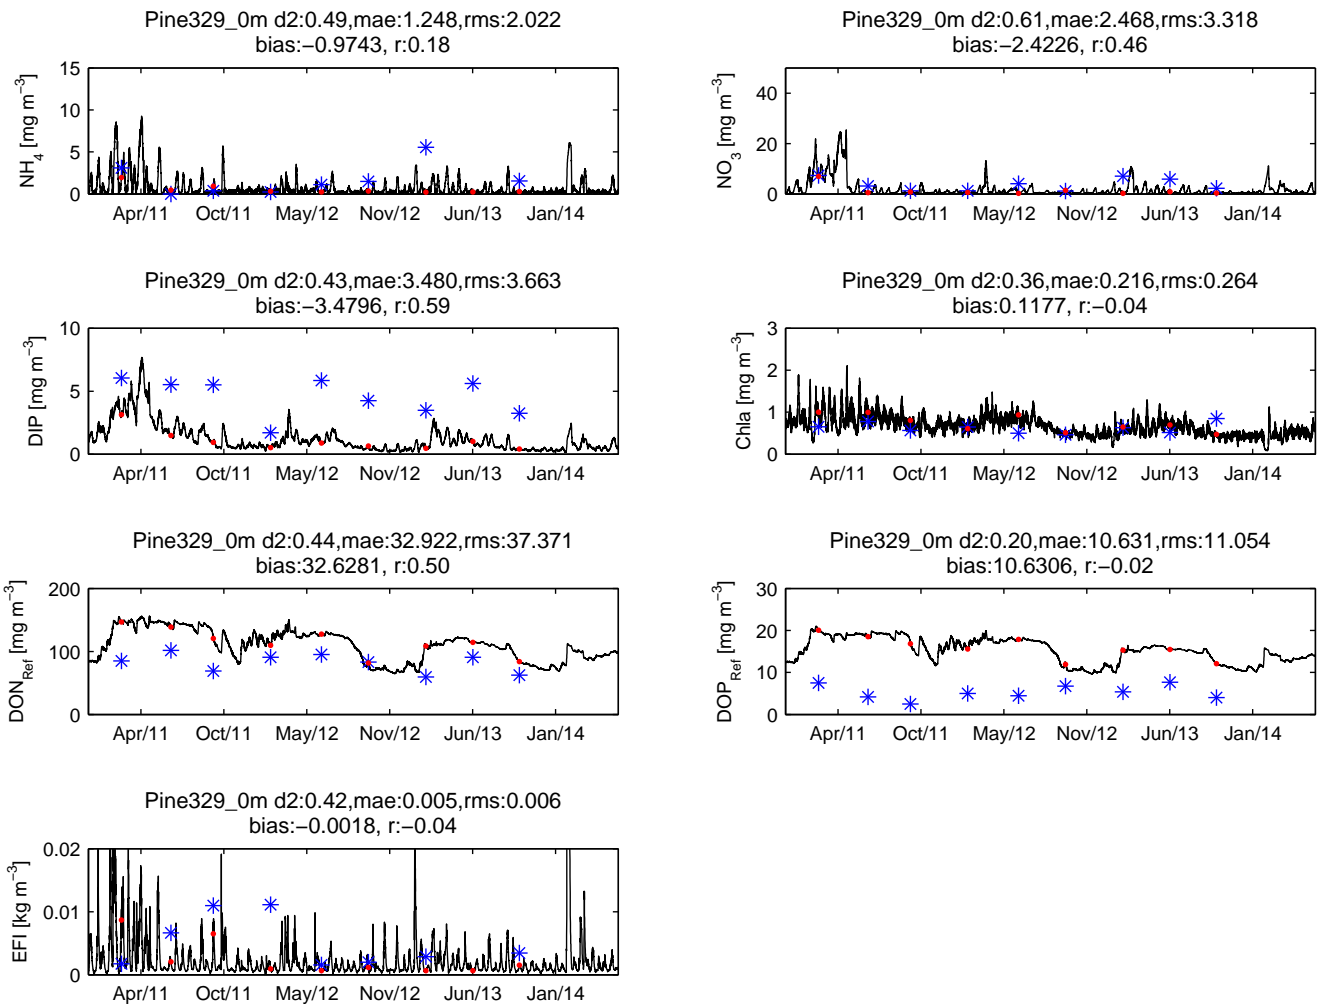 Pine329_0m d2:0.49,mae:1.248,rms:2.022
bias:−0.9743, r:0.18
15
10
5
0
NH4 [mg m−3]
Apr/11 Oct/11 May/12 Nov/12 Jun/13 Jan/14
Pine329_0m d2:0.61,mae:2.468,rms:3.318
bias:−2.4226, r:0.46
40
20
0
NO3 [mg m−3]
Apr/11 Oct/11 May/12 Nov/12 Jun/13 Jan/14
Pine329_0m d2:0.43,mae:3.480,rms:3.663
bias:−3.4796, r:0.59
10
5
0
DIP [mg m−3]
Apr/11 Oct/11 May/12 Nov/12 Jun/13 Jan/14
Pine329_0m d2:0.36,mae:0.216,rms:0.264
bias:0.1177, r:−0.04
3
2
1
0
Chla [mg m−3]
Apr/11 Oct/11 May/12 Nov/12 Jun/13 Jan/14
Pine329_0m d2:0.44,mae:32.922,rms:37.371
bias:32.6281, r:0.50
200
100
0
DONRef [mg m−3]
Apr/11 Oct/11 May/12 Nov/12 Jun/13 Jan/14
Pine329_0m d2:0.20,mae:10.631,rms:11.054
bias:10.6306, r:−0.02
30
20
10
0
DOPRef [mg m−3]
Apr/11 Oct/11 May/12 Nov/12 Jun/13 Jan/14
Pine329_0m d2:0.42,mae:0.005,rms:0.006
bias:−0.0018, r:−0.04
0.02
0.01
0
EFI [kg m−3]
Apr/11 Oct/11 May/12 Nov/12 Jun/13 Jan/14